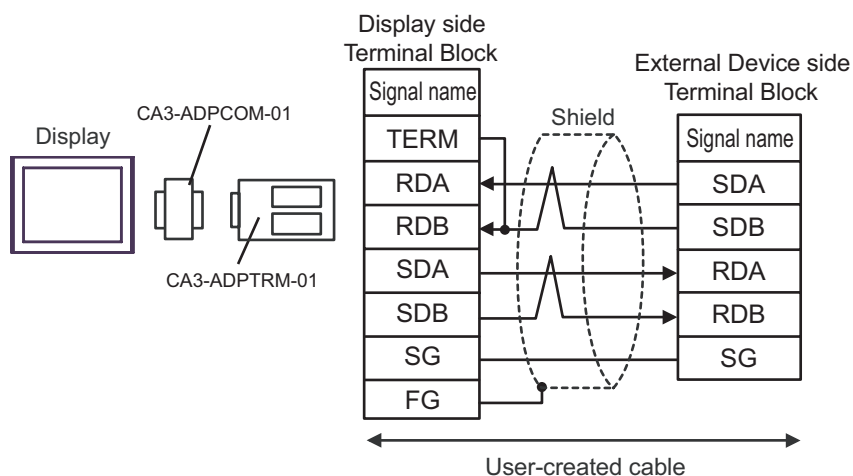 Display side
Terminal Block
External Device side
Terminal Block
Signal name
CA3-ADPCOM-01
Shield
Display
TERM
Signal name
RDA
SDA
RDB
SDB
SDA
RDA
CA3-ADPTRM-01
SDB
RDB
SG
SG
FG
User-created cable